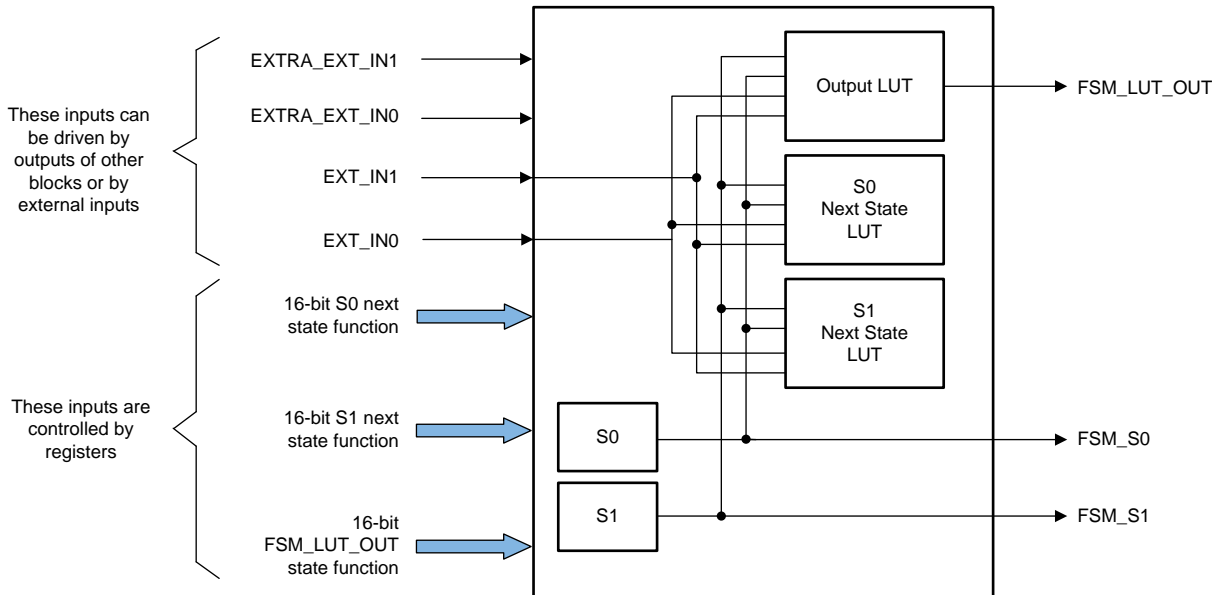 These inputs can
be driven by
outputs of other
blocks or by
external inputs
EXTRA_EXT_IN1
EXTRA_EXT_IN0
EXT_IN1
EXT_IN0
These inputs are
controlled by
registers
16-bit S0 next
state function
16-bit S1 next
state function
16-bit
FSM_LUT_OUT
state function
Output LUT
S0
Next State
LUT
S1
Next State
LUT
S0
S1
FSM_LUT_OUT
FSM_S0
FSM_S1